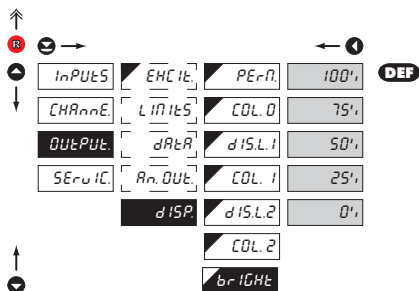 R
DEF
InPUtS
EHCIt.
PErM.
100%
CHAnnE.
LIMItS
COL. 0
75%
OUtPUt.
dAtA
dIS.L.1
50%
SErvIC.
An. OUt.
COL. 1
25%
dISP.
dIS.L.2
0%
COL. 2
brIGHt